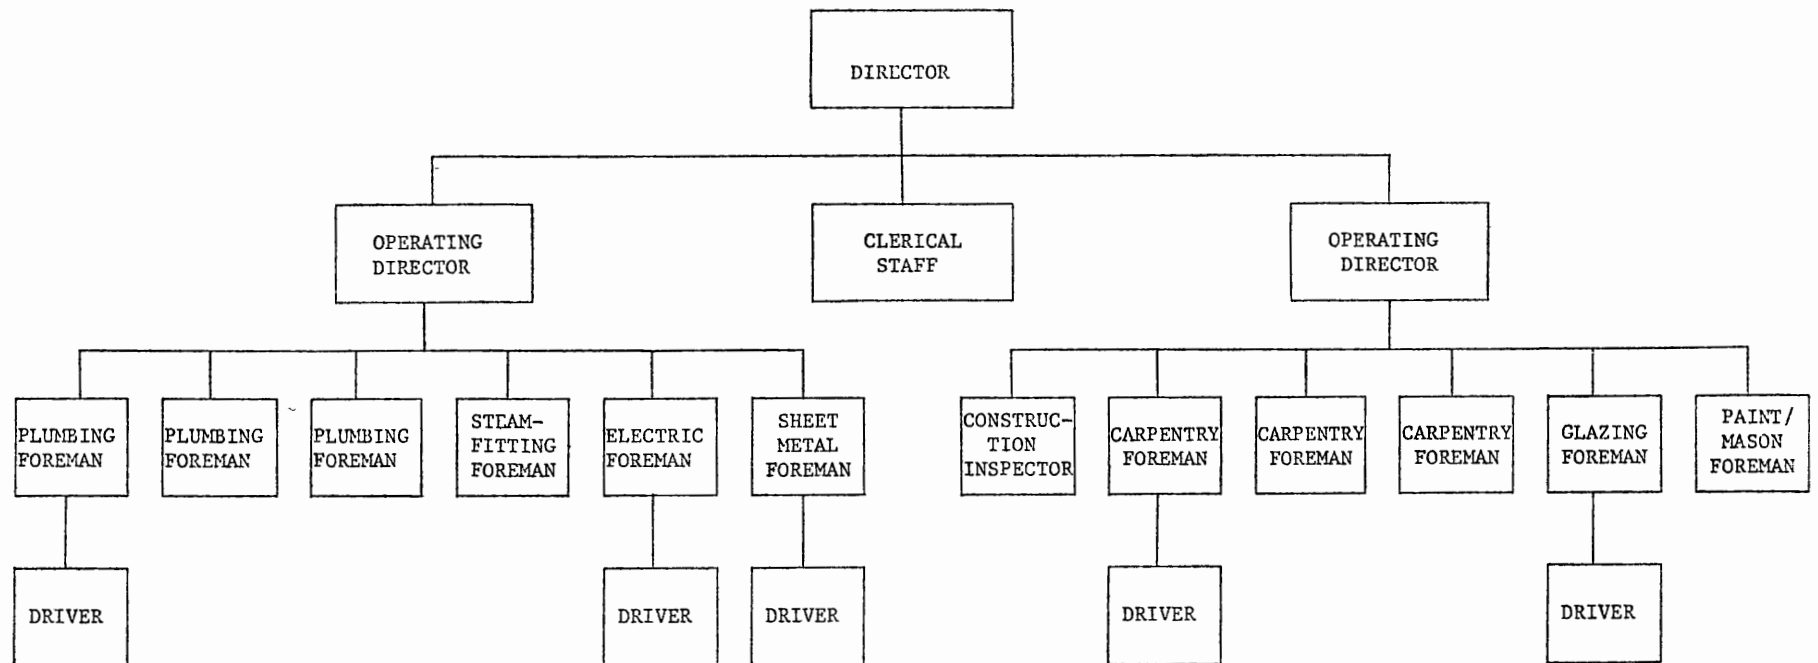 DIRECTOR
OPERATING
DIRECTOR
CLERICAL
STAFF
OPERATING
DIRECTOR
PLUMBING
FOREMAN
PLUMBING
FOREMAN
PLUMBING
FOREMAN
STEAM-
FITTING
FOREMAN
ELECTRIC
FOREMAN
SHEET
METAL
FOREMAN
CONSTRUC-
TION
INSPECTOR
CARPENTRY
FOREMAN
CARPENTRY
FOREMAN
CARPENTRY
FOREMAN
GLAZING
FOREMAN
PAINT/
MASON
FOREMAN
DRIVER
DRIVER
DRIVER
DRIVER
DRIVER